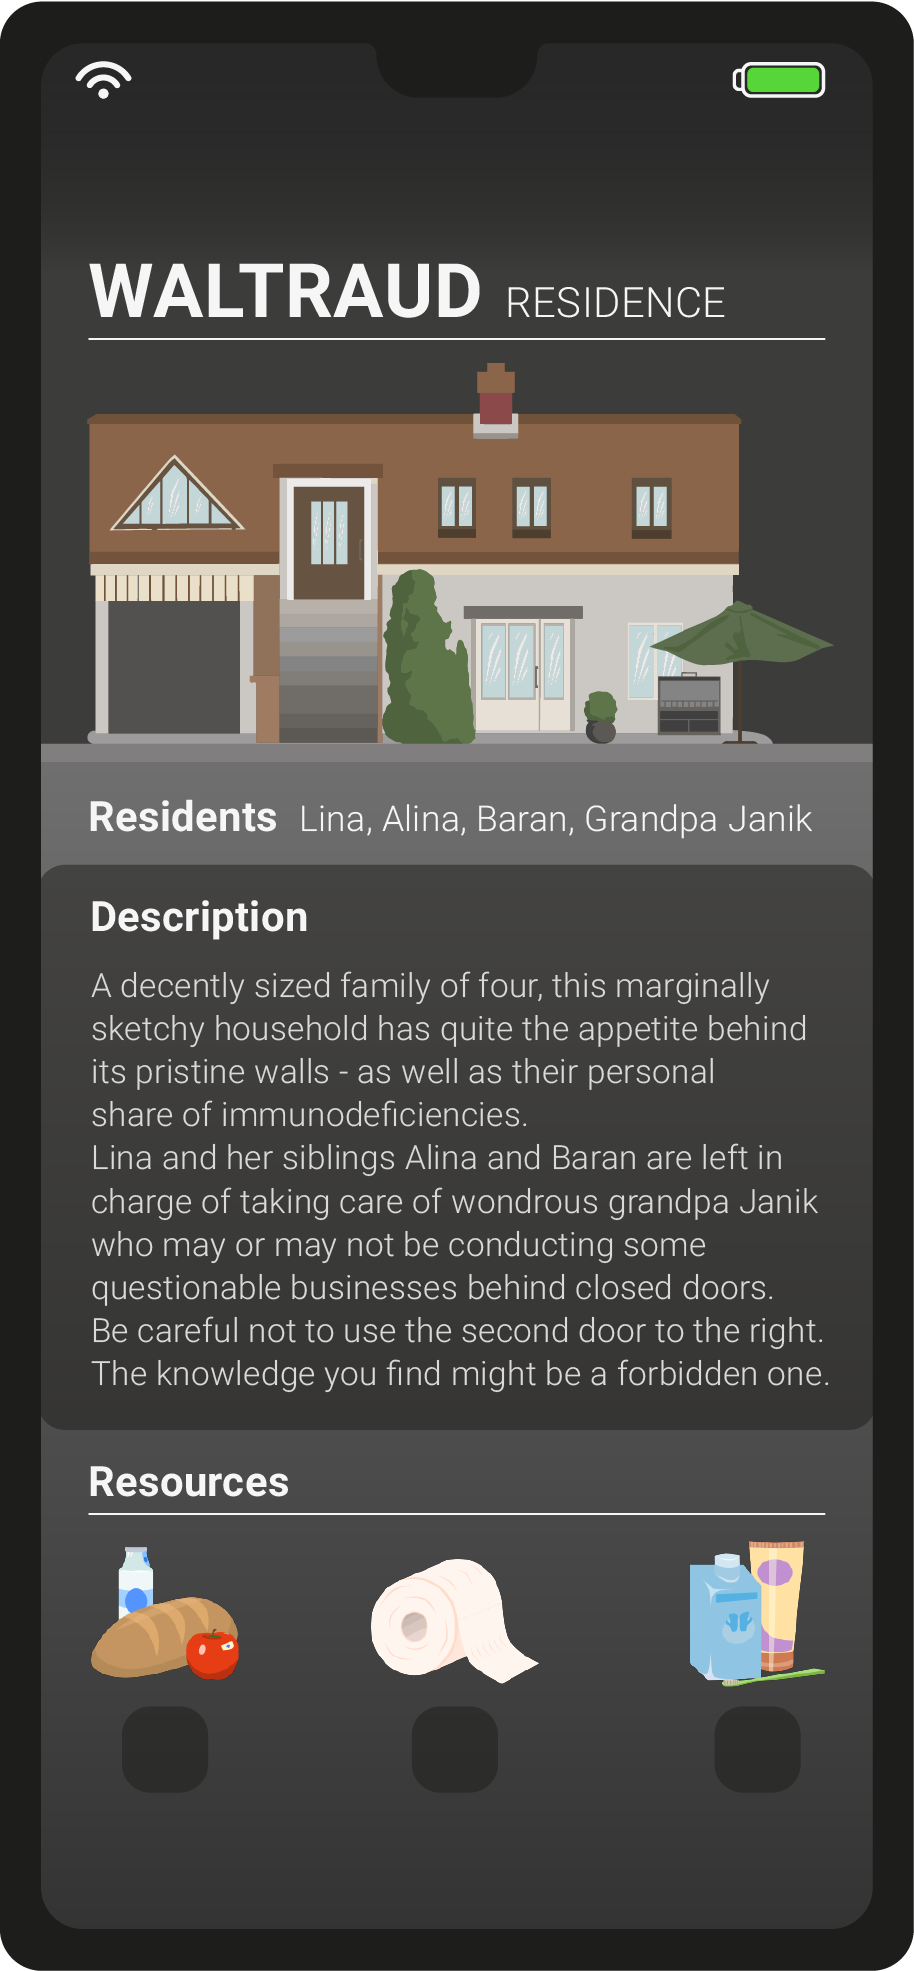 WALTRAUD RESIDENCE
Residents Lina, Alina, Baran, Grandpa Janik
Description
A decently sized family of four, this marginally
sketchy household has quite the appetite behind
its pristine walls - as well as their personal
share of immunodeficiencies.
Lina and her siblings Alina and Baran are left in
charge of taking care of wondrous grandpa Janik
who may or may not be conducting some
questionable businesses behind closed doors.
Be careful not to use the second door to the right.
The knowledge you find might be a forbidden one.
Resources